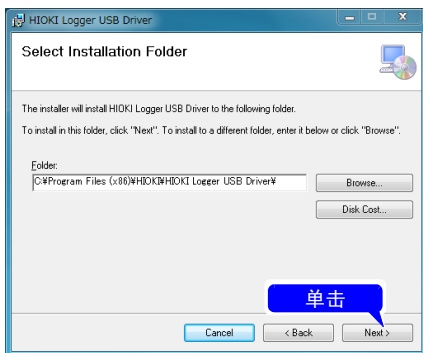 HIOKI Logger USB Driver
Select Installation Folder
The installer will install HIOKI Logger USB Driver to the following folder.
To install in this folder, click "Next". To install to a different folder, enter it below or click "Browse".
Folder:
C:¥Program Files (x86)¥HIOKI¥HIOKI Logger USB Driver¥
Browse...
Disk Cost...
单击
Cancel
< Back
Next >